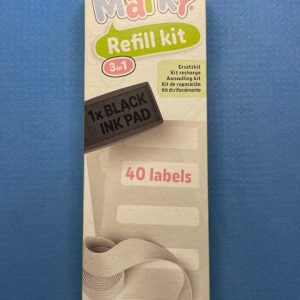 Refill kit
3in1
Ersatzkit
Kit recharge
Aanvulling kit
Kit de reposición
Kit di rifornimento
1x BLACK
INK PAD
40 labels